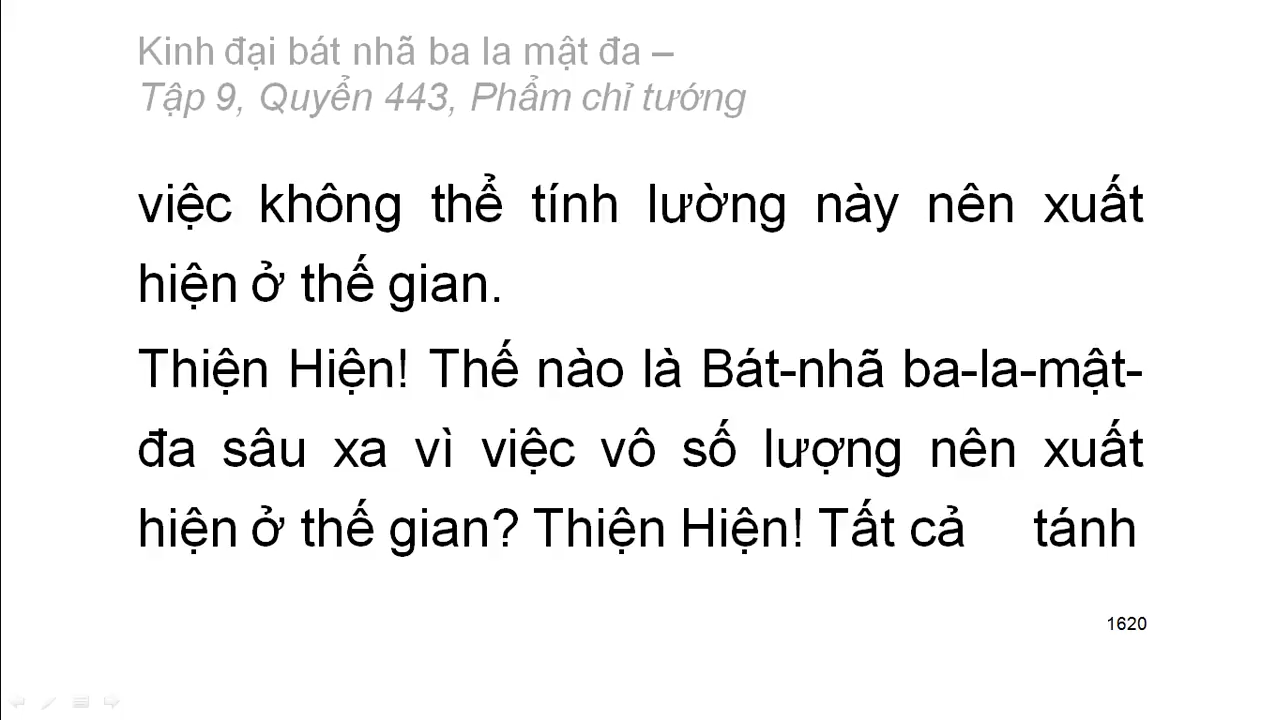 Kinh đại bát nhã ba la mật đa –
Tập 9, Quyển 443, Phẩm chỉ tướng
việc không thể tính lường này nên xuất
hiện ở thế gian.
Thiện Hiện! Thế nào là Bát-nhã ba-la-mật-
đa sâu xa vì việc vô số lượng nên xuất
hiện ở thế gian? Thiện Hiện! Tất cả tánh
1620